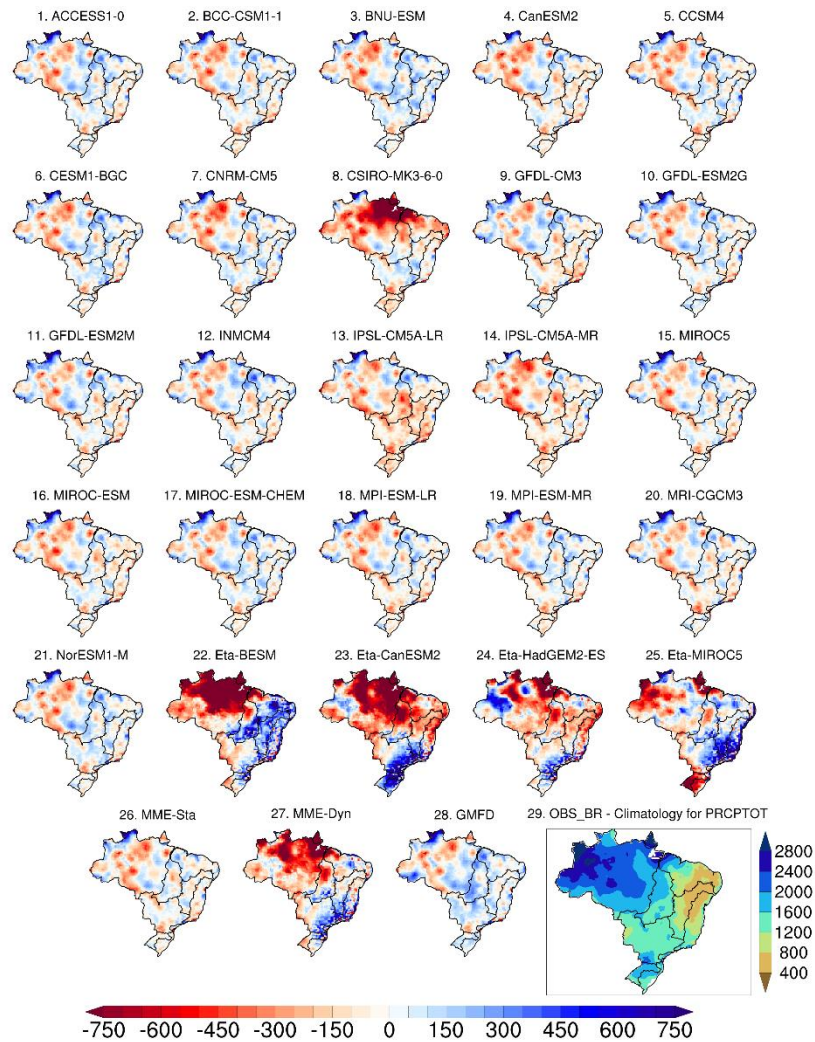 1. ACCESS1-0 2. BCC-CSM1-1 3. BNU-ESM 4. CanESM2 5. CCSM4
6. CESM1-BGC 7. CNRM-CM5 8. CSIRO-MK3-6-0 9. GFDL-CM3 10. GFDL-ESM2G
11. GFDL-ESM2M 12. INMCM4 13. IPSL-CM5A-LR 14. IPSL-CM5A-MR 15. MIROC5
16. MIROC-ESM 17. MIROC-ESM-CHEM 18. MPI-ESM-LR 19. MPI-ESM-MR 20. MRI-CGCM3
21. NorESM1-M 22. Eta-BESM 23. Eta-CanESM2 24. Eta-HadGEM2-ES 25. Eta-MIROC5
26. MME-Sta 27. MME-Dyn 28. GMFD 29. OBS_BR - Climatology for PRCPTOT
2800
2400
2000
1600
1200
800
400
-750 -600 -450 -300 -150 0 150 300 450 600 750